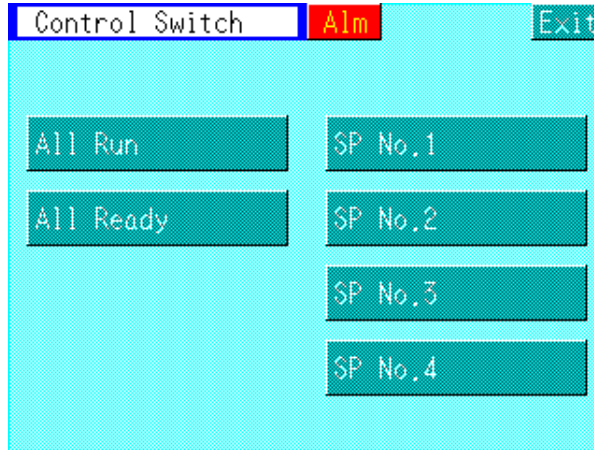 Control Switch Alm Exit
All Run SP No.1
All Ready SP No.2
SP No.3
SP No.4